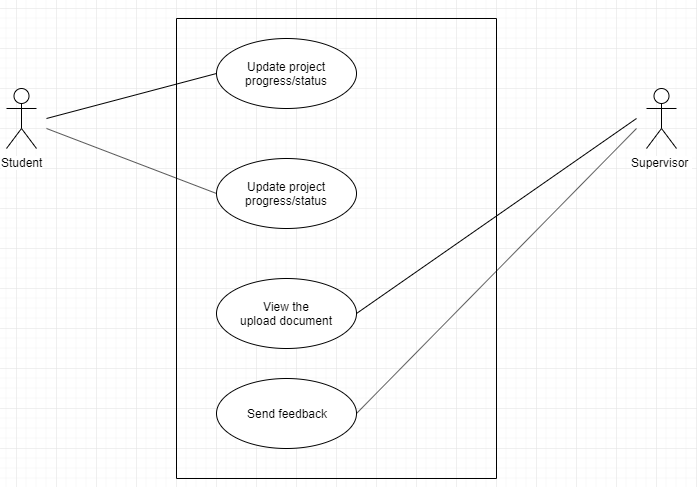 Update project
progress/status
Student
Supervisor
Update project
progress/status
View the
upload document
Send feedback